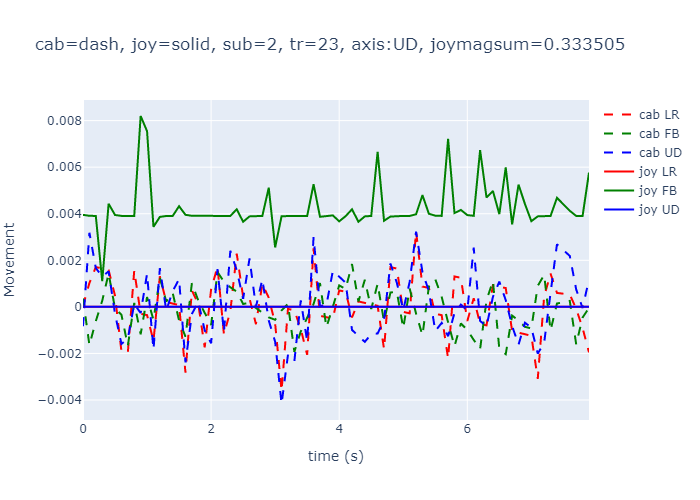 cab=dash, joy=solid, sub=2, tr=23, axis:UD, joymagsum=0.333505
0.008
0.006
0.004
0.002
0
−0.002
−0.004
Movement
0 2 4 6
time (s)
cab LR
cab FB
cab UD
joy LR
joy FB
joy UD